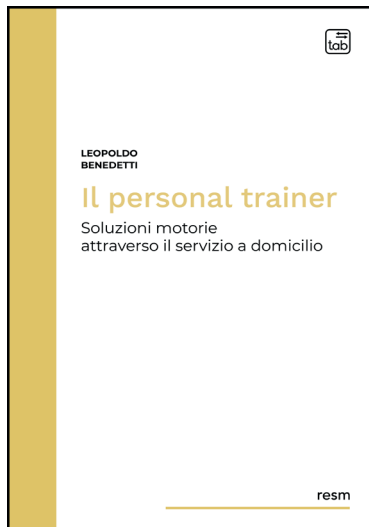 tab
LEOPOLDO
BENEDETTI
Il personal trainer
Soluzioni motorie
attraverso il servizio a domicilio
resm